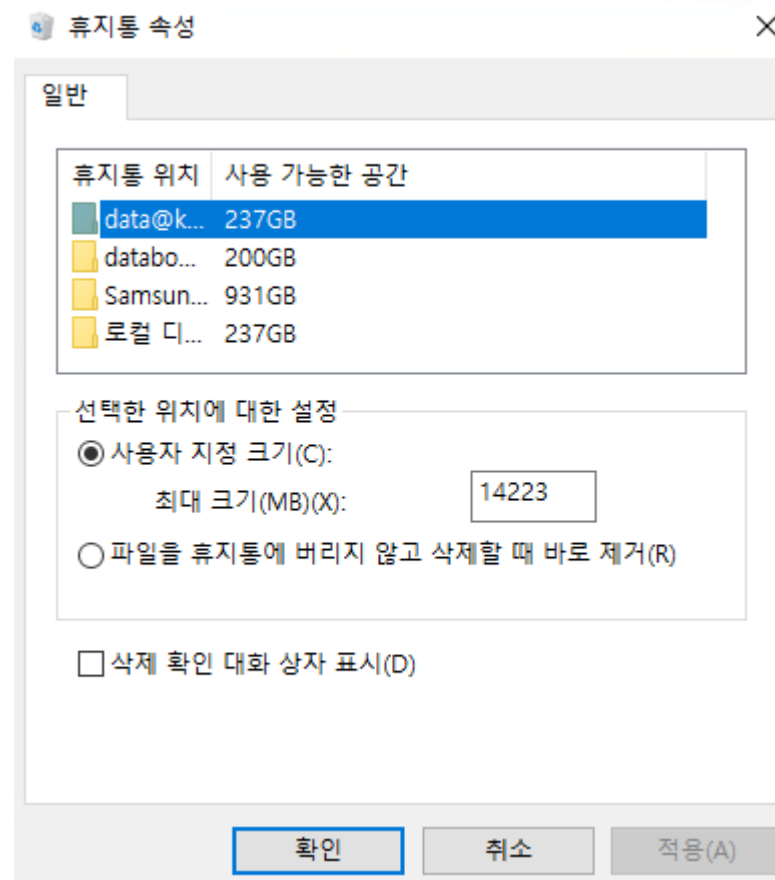 휴지통 속성
일반
휴지통 위치 사용 가능한 공간
data@k... 237GB
databo... 200GB
Samsun... 931GB
로컬 디... 237GB
선택한 위치에 대한 설정
사용자 지정 크기(C):
최대 크기(MB)(X): 14223
파일을 휴지통에 버리지 않고 삭제할 때 바로 제거(R)
삭제 확인 대화 상자 표시(D)
확인 취소 적용(A)